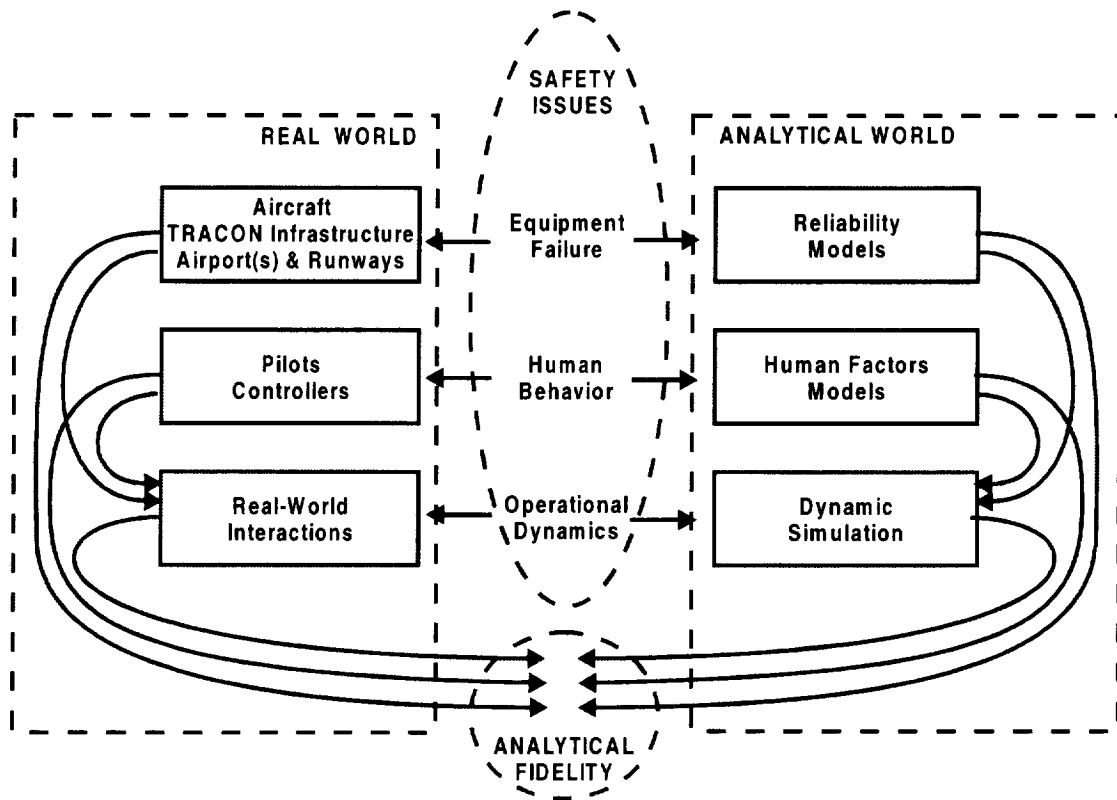 SAFETY
ISSUES
REAL WORLD
ANALYTICAL WORLD
Aircraft
TRACON Infrastructure
Airport(s) & Runways
Equipment
Failure
Reliability
Models
Pilots
Controllers
Human
Behavior
Human Factors
Models
Real-World
Interactions
Operational
Dynamics
Dynamic
Simulation
ANALYTICAL
FIDELITY